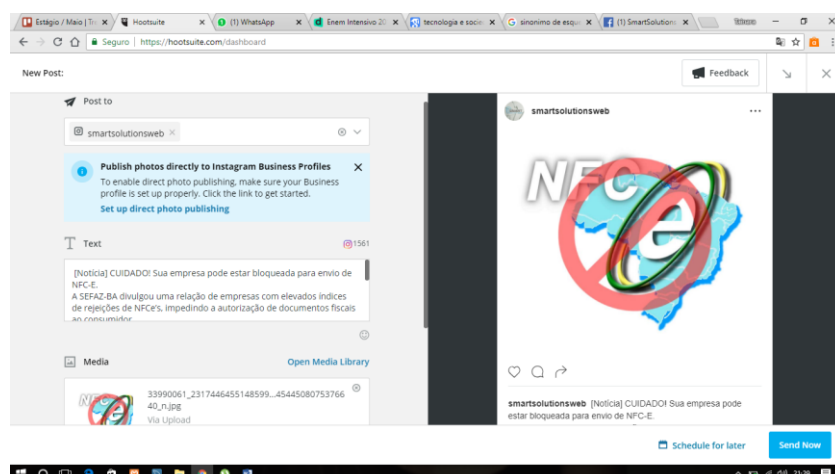 Estágio / Maio | Tr
Hootsuite
(1) WhatsApp
Enem Intensivo 20
tecnologia e socie
sinonimo de esqu
(1) SmartSolutions
Seguro | https://hootsuite.com/dashboard
New Post:
Feedback
Post to
smartsolutionsweb
Publish photos directly to Instagram Business Profiles
To enable direct photo publishing, make sure your Business
profile is set up properly. Click the link to get started.
Set up direct photo publishing
Text
1561
[Notícia] CUIDADO! Sua empresa pode estar bloqueada para envio de
NFC-E.
A SEFAZ-BA divulgou uma relação de empresas com elevados índices
de rejeições de NFCe's, impedindo a autorização de documentos fiscais
ao consumidor
Media
Open Media Library
33990061_2317446455148599...45445080753766
40_n.jpg
Via Upload
smartsolutionsweb
NFC
e
smartsolutionsweb [Notícia] CUIDADO! Sua empresa pode
estar bloqueada para envio de NFC-E.
Schedule for later
Send Now
21:39